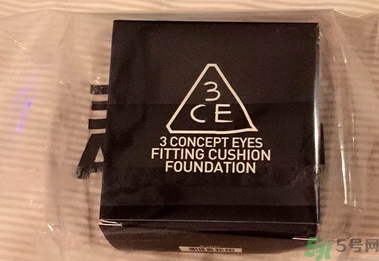 3
CE
3 CONCEPT EYES
FITTING CUSHION
FOUNDATION
5号网